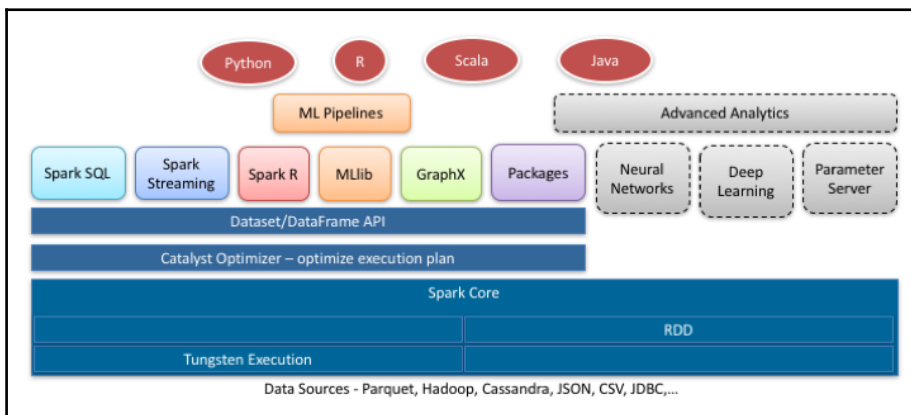 Python R Scala Java
ML Pipelines Advanced Analytics
Spark SQL
Spark
Streaming
Spark R
MLlib
GraphX
Packages
Neural
Networks
Deep
Learning
Parameter
Server
Dataset/DataFrame API
Catalyst Optimizer – optimize execution plan
Spark Core
RDD
Tungsten Execution
Data Sources - Parquet, Hadoop, Cassandra, JSON, CSV, JDBC,...